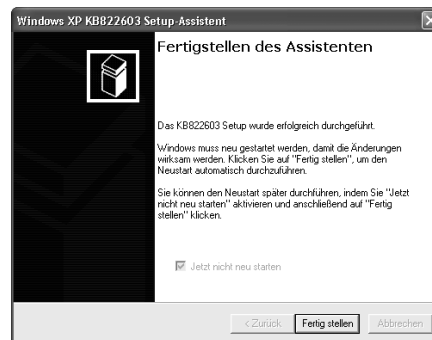 Windows XP KB822603 Setup-Assistent
Fertigstellen des Assistenten
Das KB822603 Setup wurde erfolgreich durchgeführt.
Windows muss neu gestartet werden, damit die Änderungen
wirksam werden. Klicken Sie auf "Fertig stellen", um den
Neustart automatisch durchzuführen.
Sie können den Neustart später durchführen, indem Sie "Jetzt
nicht neu starten" aktivieren und anschließend auf "Fertig
stellen" klicken.
Jetzt nicht neu starten
< Zurück Fertig stellen Abbrechen